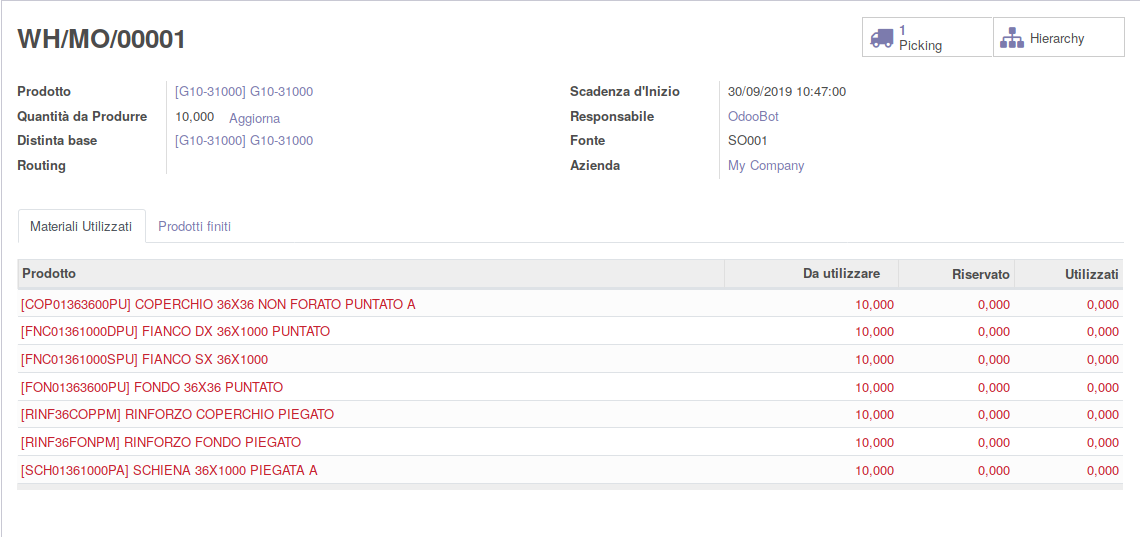 WH/MO/00001
1
Picking
Hierarchy
Prodotto [G10-31000] G10-31000
Quantità da Produrre 10,000 Aggiorna
Distinta base [G10-31000] G10-31000
Routing
Scadenza d'Inizio 30/09/2019 10:47:00
Responsabile OdooBot
Fonte SO001
Azienda My Company
Materiali Utilizzati Prodotti finiti
Prodotto Da utilizzare Riservato Utilizzati
[COP01363600PU] COPERCHIO 36X36 NON FORATO PUNTATO A 10,000 0,000 0,000
[FNC01361000DPU] FIANCO DX 36X1000 PUNTATO 10,000 0,000 0,000
[FNC01361000SPU] FIANCO SX 36X1000 10,000 0,000 0,000
[FON01363600PU] FONDO 36X36 PUNTATO 10,000 0,000 0,000
[RINF36COPPM] RINFORZO COPERCHIO PIEGATO 10,000 0,000 0,000
[RINF36FONPM] RINFORZO FONDO PIEGATO 10,000 0,000 0,000
[SCH01361000PA] SCHIENA 36X1000 PIEGATA A 10,000 0,000 0,000